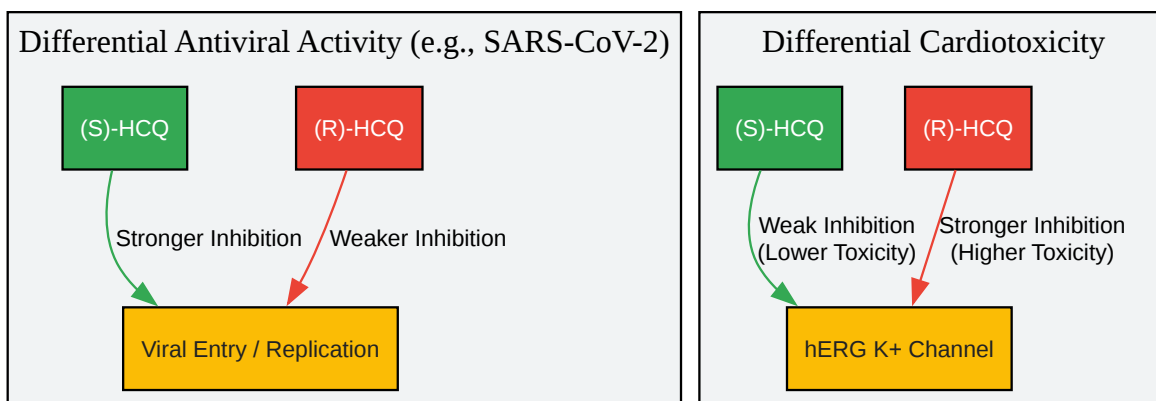 Differential Antiviral Activity (e.g., SARS-CoV-2)
(S)-HCQ
(R)-HCQ
Stronger Inhibition
Weaker Inhibition
Viral Entry / Replication
Differential Cardiotoxicity
(S)-HCQ
(R)-HCQ
Weak Inhibition
(Lower Toxicity)
Stronger Inhibition
(Higher Toxicity)
hERG K+ Channel